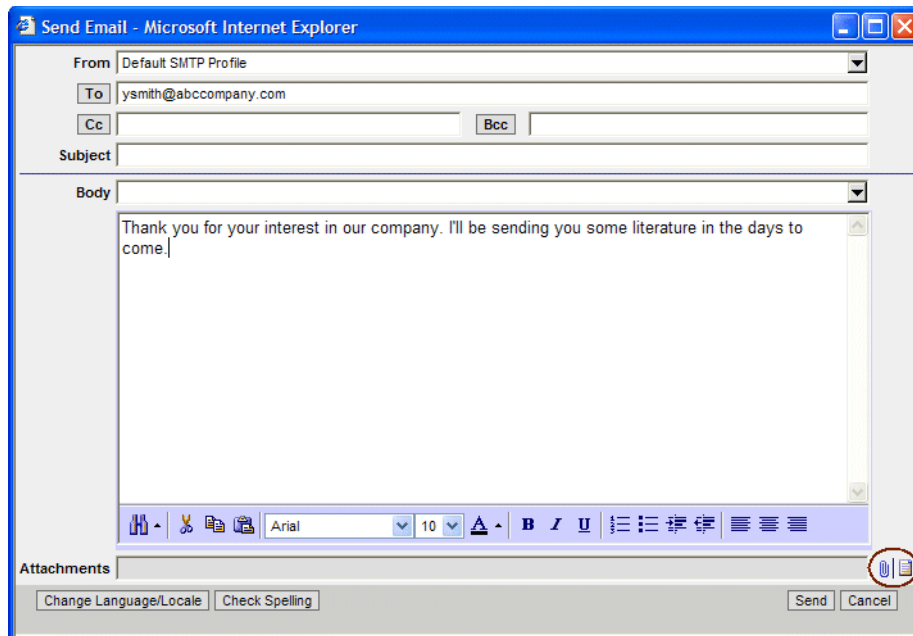 Send Email - Microsoft Internet Explorer
From Default SMTP Profile
To ysmith@abccompany.com
Cc Bcc
Subject
Body
Thank you for your interest in our company. I'll be sending you some literature in the days to
come.
Arial 10 A B I U
Attachments
Change Language/Locale Check Spelling Send Cancel